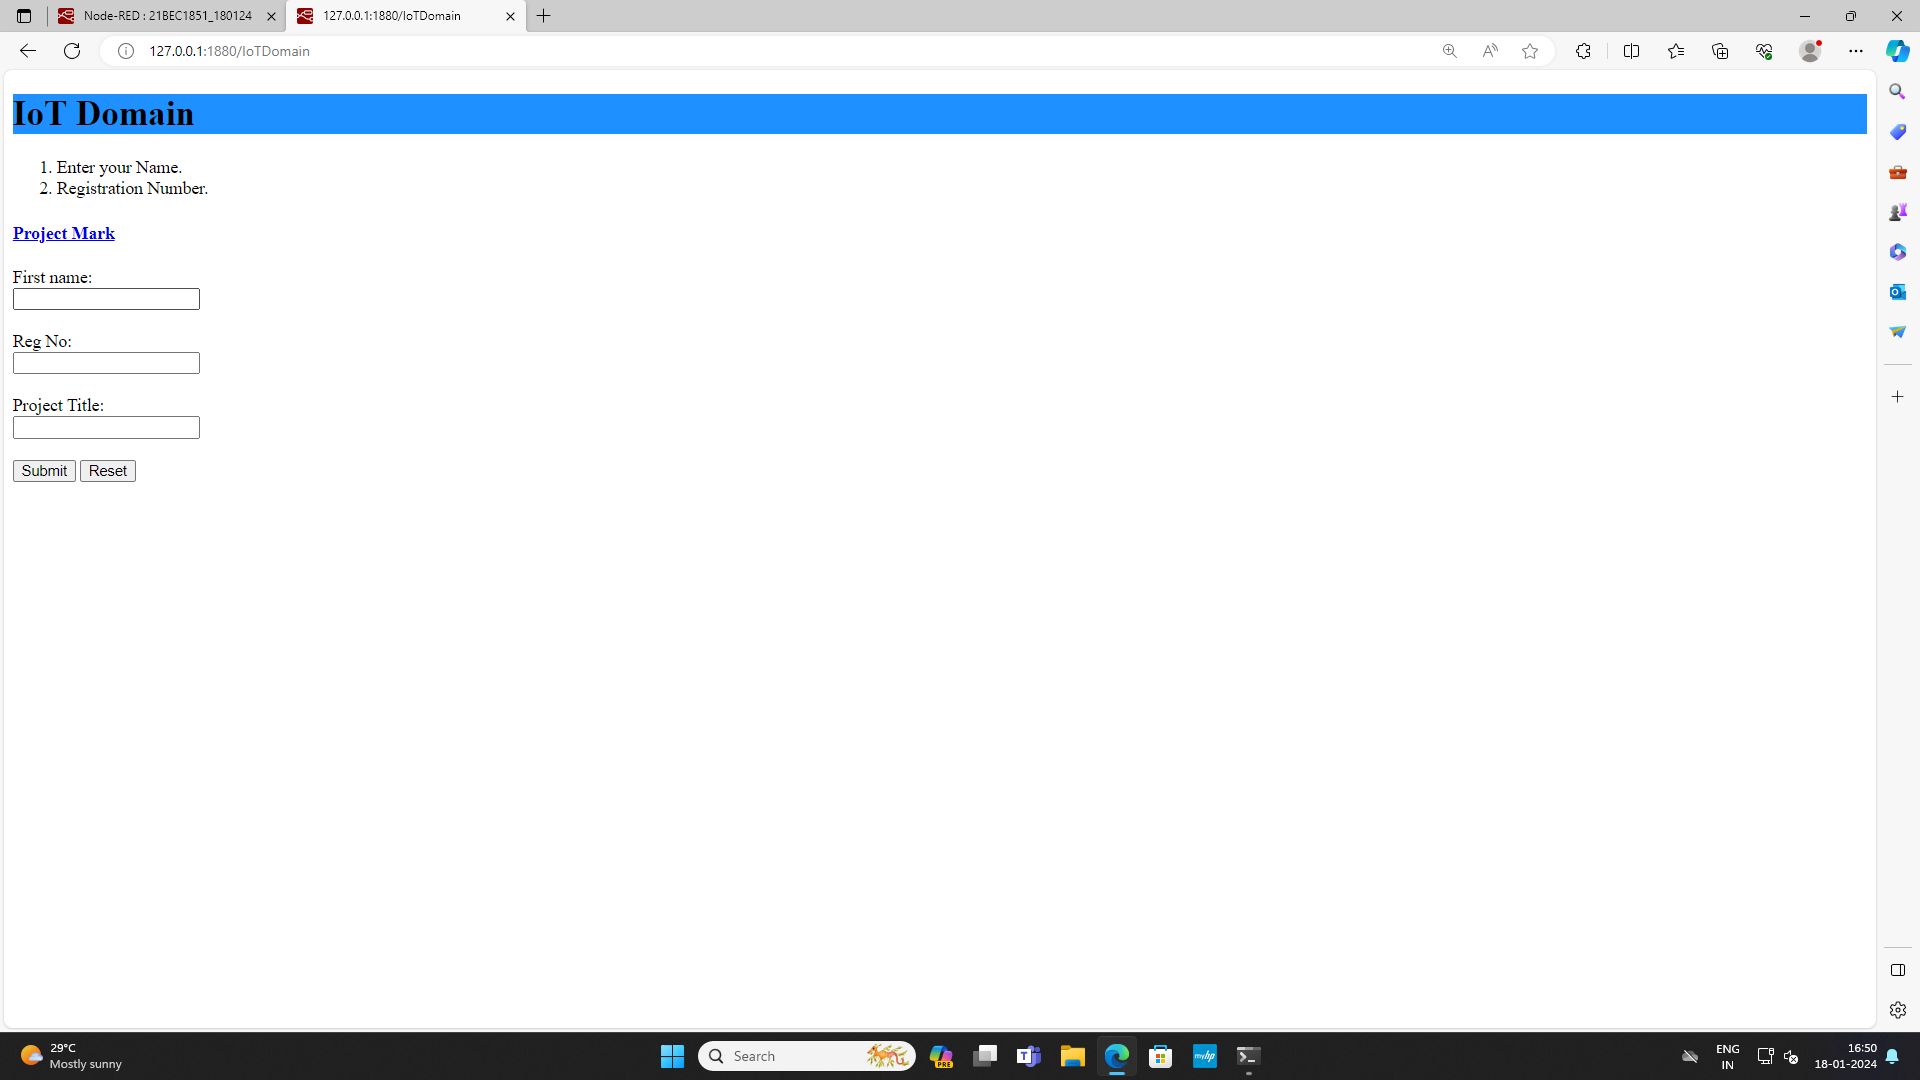 Node-RED : 21BEC1851_180124
127.0.0.1:1880/IoTDomain
127.0.0.1:1880/IoTDomain
IoT Domain
1. Enter your Name.
2. Registration Number.
Project Mark
First name:
Reg No:
Project Title:
Submit Reset
29°C
Mostly sunny
Search
PRE
myhp
ENG
IN
16:50
18-01-2024